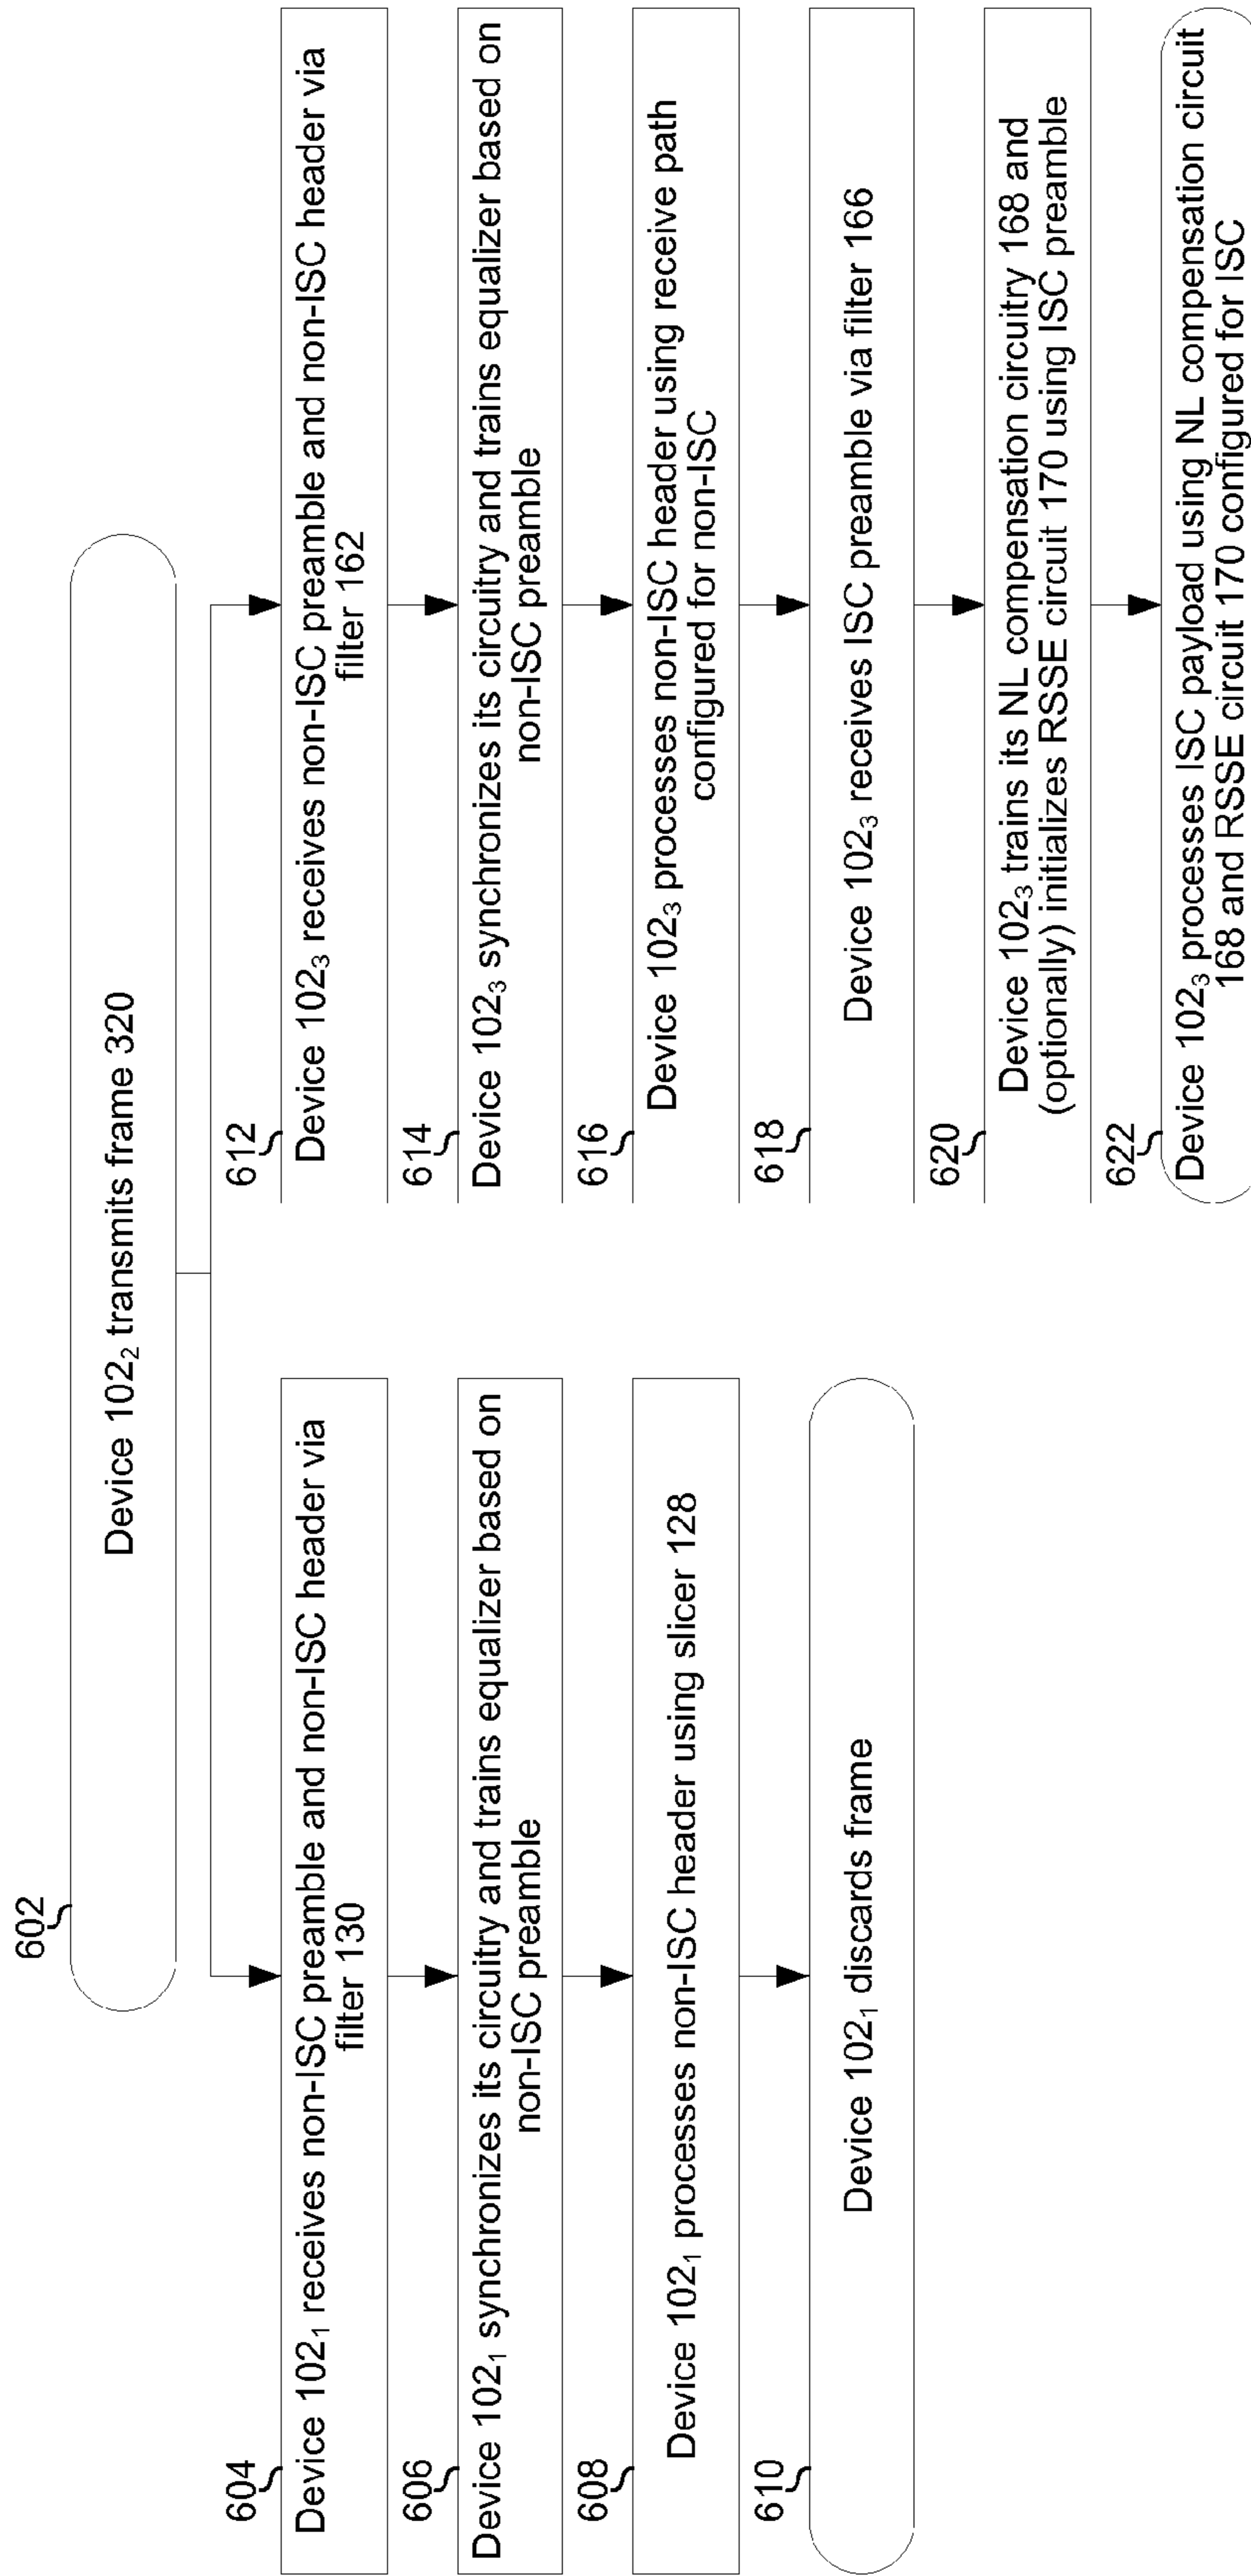 602
Device 102₂ transmits frame 320
604
Device 102₁ receives non-ISC preamble and non-ISC header via
filter 130
606
Device 102₁ synchronizes its circuitry and trains equalizer based on
non-ISC preamble
608
Device 102₁ processes non-ISC header using slicer 128
610
Device 102₁ discards frame
612
Device 102₃ receives non-ISC preamble and non-ISC header via
filter 162
614
Device 102₃ synchronizes its circuitry and trains equalizer based on
non-ISC preamble
616
Device 102₃ processes non-ISC header using receive path
configured for non-ISC
618
Device 102₃ receives ISC preamble via filter 166
620
Device 102₃ trains its NL compensation circuitry 168 and
(optionally) initializes RSSE circuit 170 using ISC preamble
622
Device 102₃ processes ISC payload using NL compensation circuit
168 and RSSE circuit 170 configured for ISC